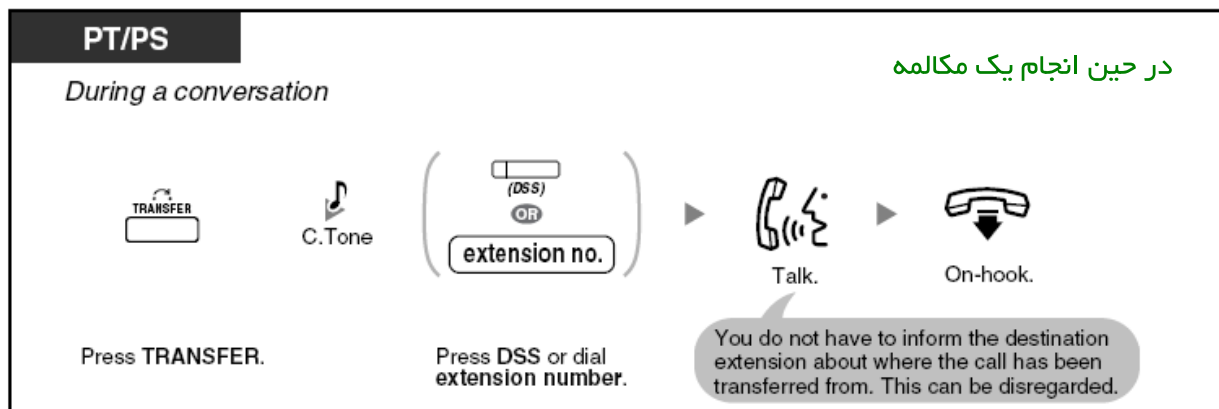 PT/PS
در حین انجام یک مکالمه
During a conversation
TRANSFER
C.Tone
(DSS)
OR
extension no.
Talk.
On-hook.
Press TRANSFER.
Press DSS or dial
extension number.
You do not have to inform the destination
extension about where the call has been
transferred from. This can be disregarded.